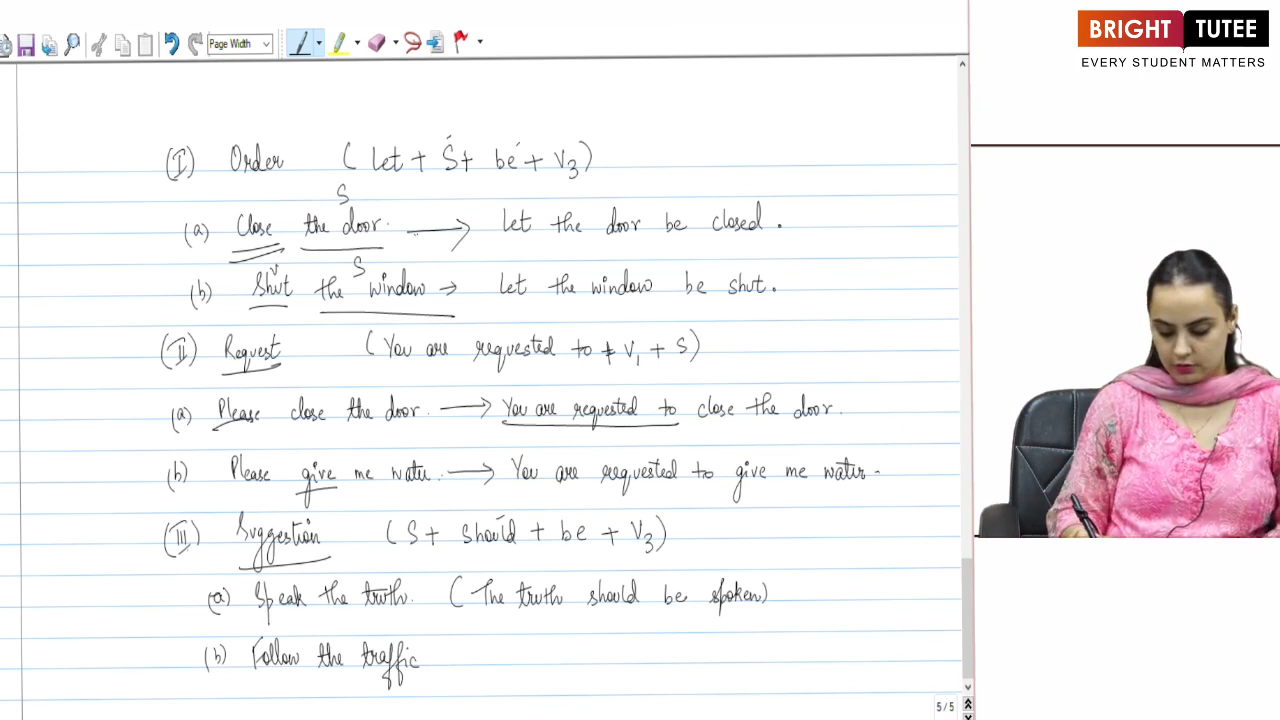 BRIGHT TUTEE
EVERY STUDENT MATTERS
Page Width
(I) Order ( let + S + be + V3)
S
(a) Close the door. → Let the door be closed.
V S
(b) Shut the window → Let the window be shut.
(II) Request (You are requested to + V1 + S)
(a) Please close the door. → You are requested to close the door.
(b) Please give me water. → You are requested to give me water.
(III) Suggestion (S + should + be + V3)
(a) Speak the truth. (The truth should be spoken)
(b) Follow the traffic
5/5